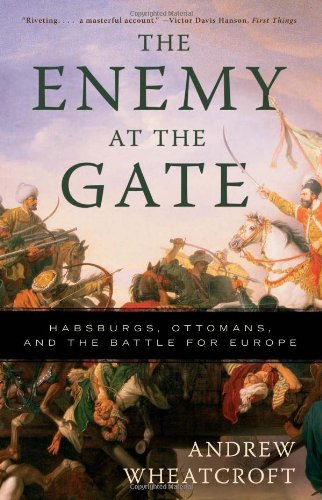 "Riveting. . . . a masterful account." —Victor Davis Hanson, First Things
THE
ENEMY
AT THE
GATE
HABSBURGS, OTTOMANS,
AND THE BATTLE FOR EUROPE
ANDREW
WHEATCROFT